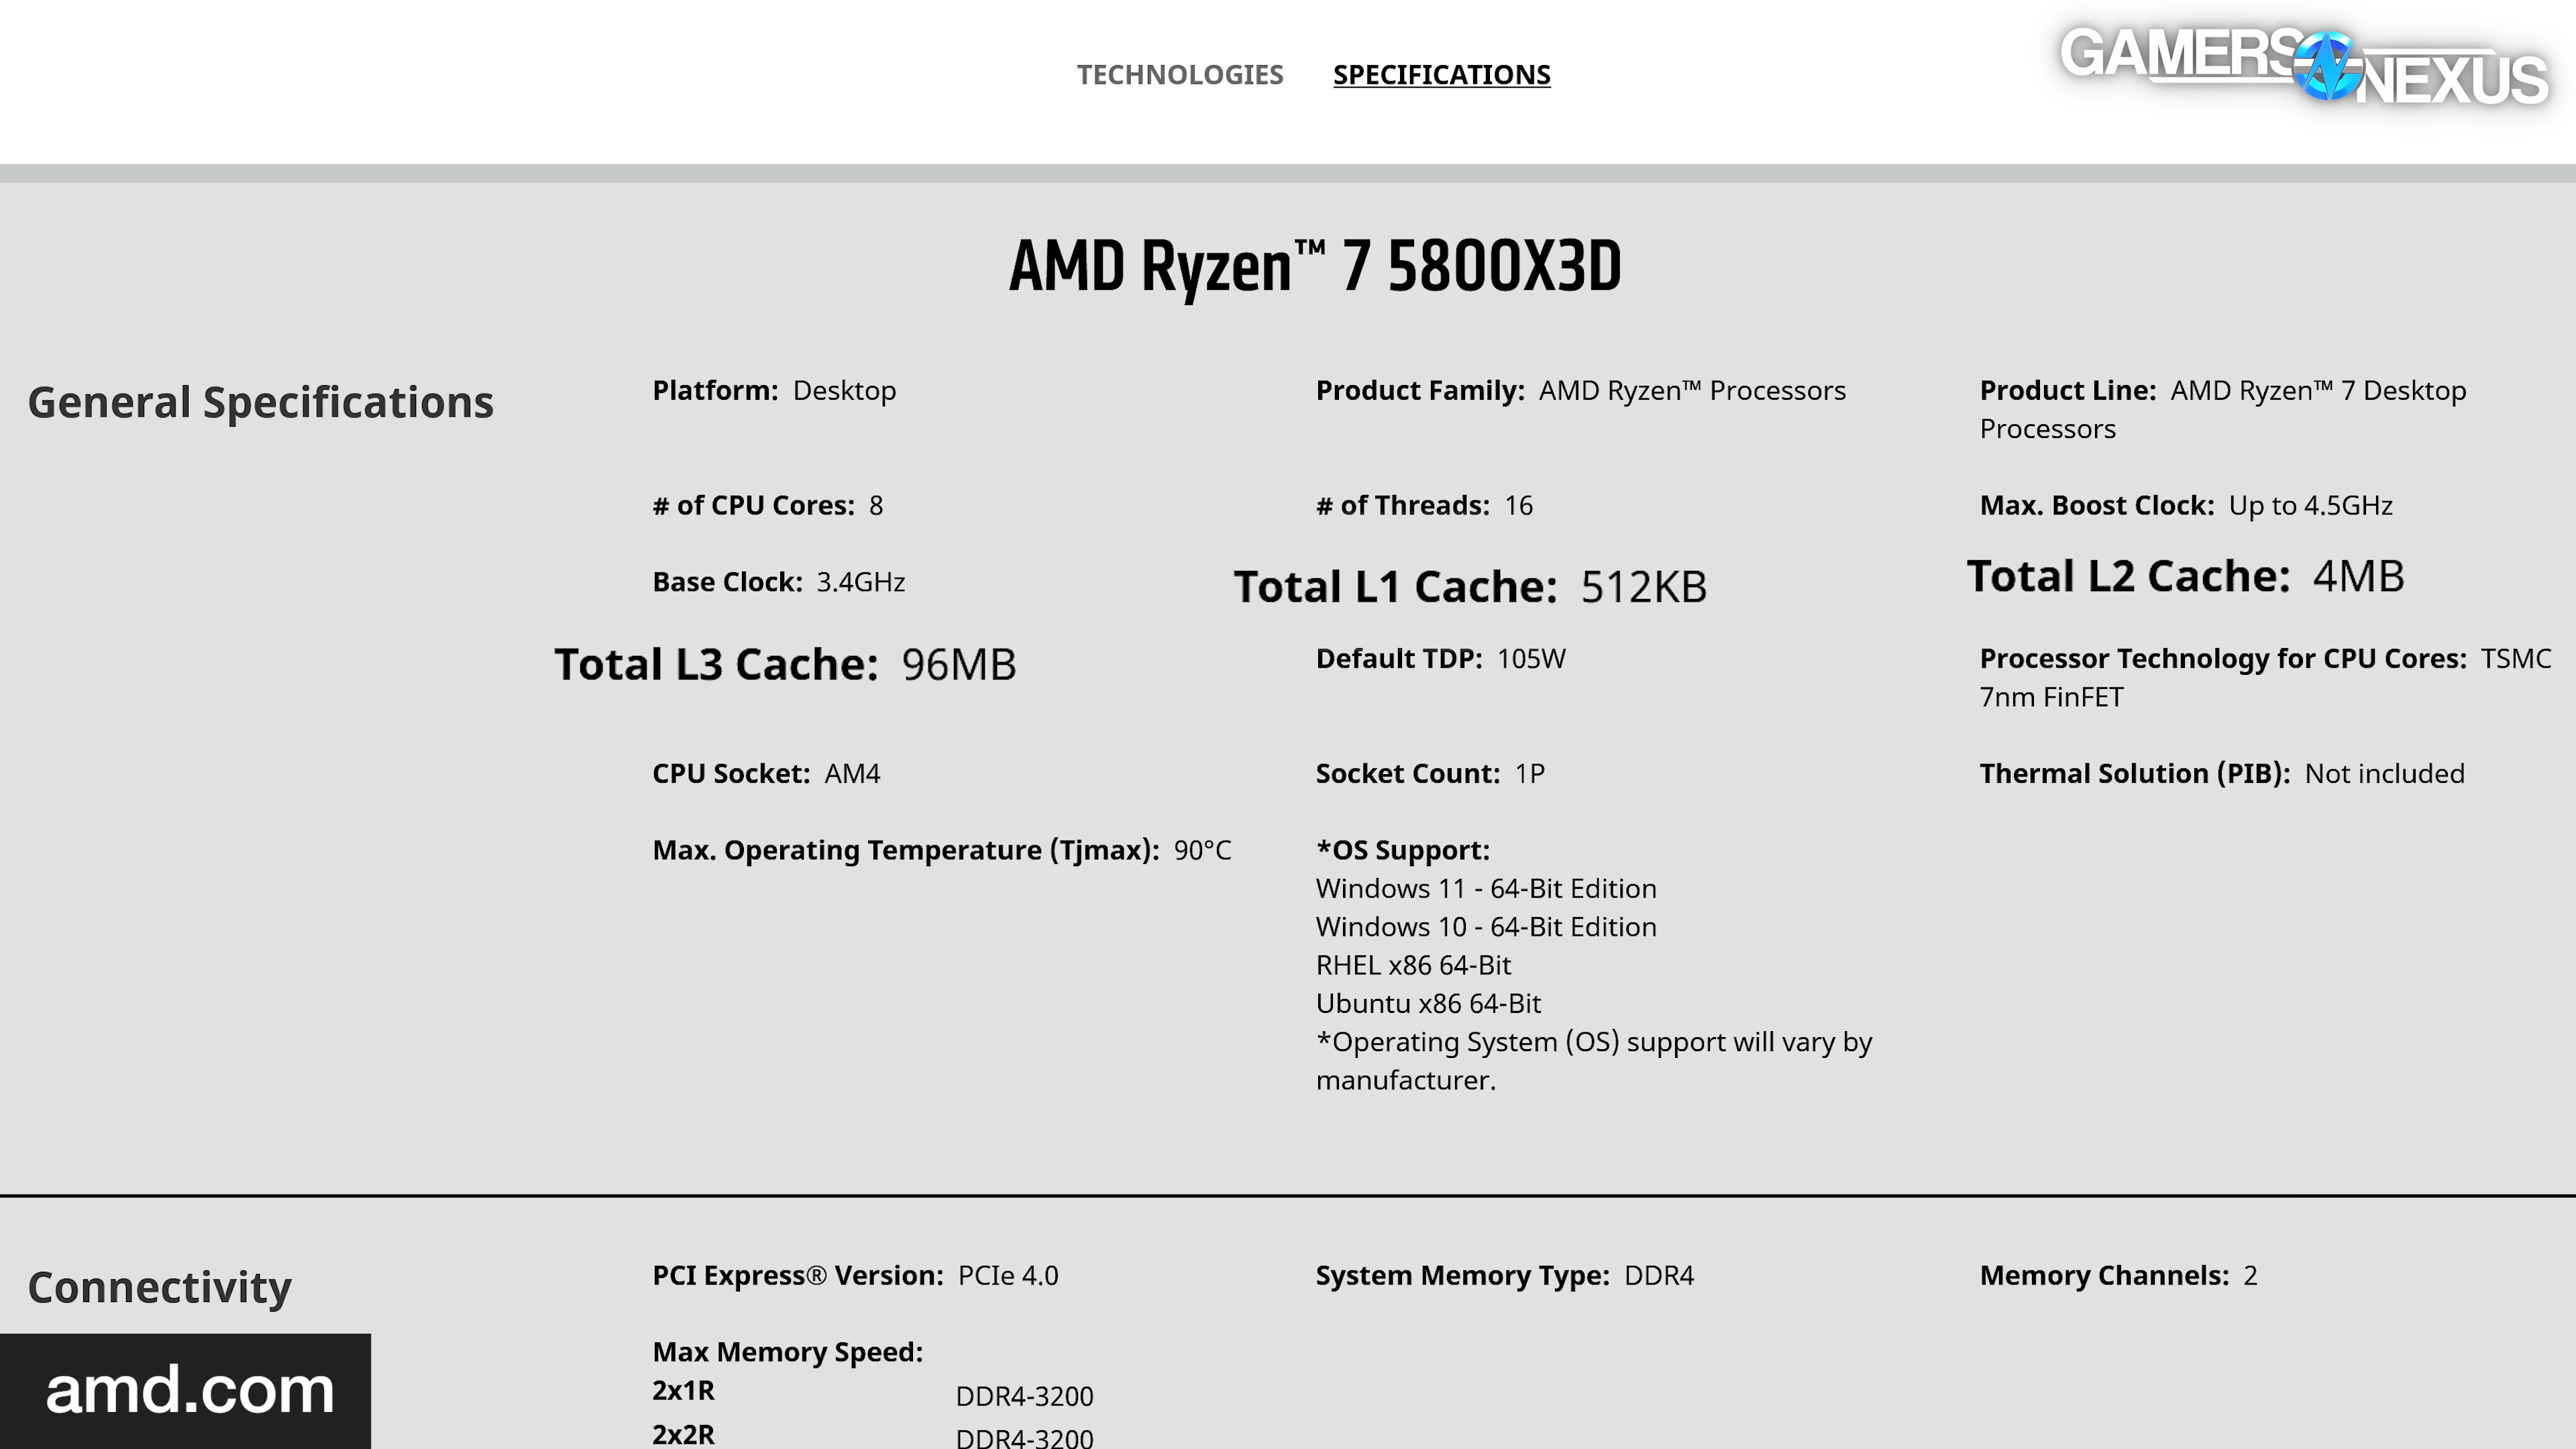 TECHNOLOGIES SPECIFICATIONS
GAMERS NEXUS
AMD Ryzen™ 7 5800X3D
General Specifications
Platform: Desktop
Product Family: AMD Ryzen™ Processors
Product Line: AMD Ryzen™ 7 Desktop
Processors
# of CPU Cores: 8
# of Threads: 16
Max. Boost Clock: Up to 4.5GHz
Base Clock: 3.4GHz
Total L1 Cache: 512KB
Total L2 Cache: 4MB
Total L3 Cache: 96MB
Default TDP: 105W
Processor Technology for CPU Cores: TSMC
7nm FinFET
CPU Socket: AM4
Socket Count: 1P
Thermal Solution (PIB): Not included
Max. Operating Temperature (Tjmax): 90°C
*OS Support:
Windows 11 - 64-Bit Edition
Windows 10 - 64-Bit Edition
RHEL x86 64-Bit
Ubuntu x86 64-Bit
*Operating System (OS) support will vary by
manufacturer.
Connectivity
PCI Express® Version: PCIe 4.0
System Memory Type: DDR4
Memory Channels: 2
Max Memory Speed:
2x1R DDR4-3200
2x2R DDR4-3200
amd.com